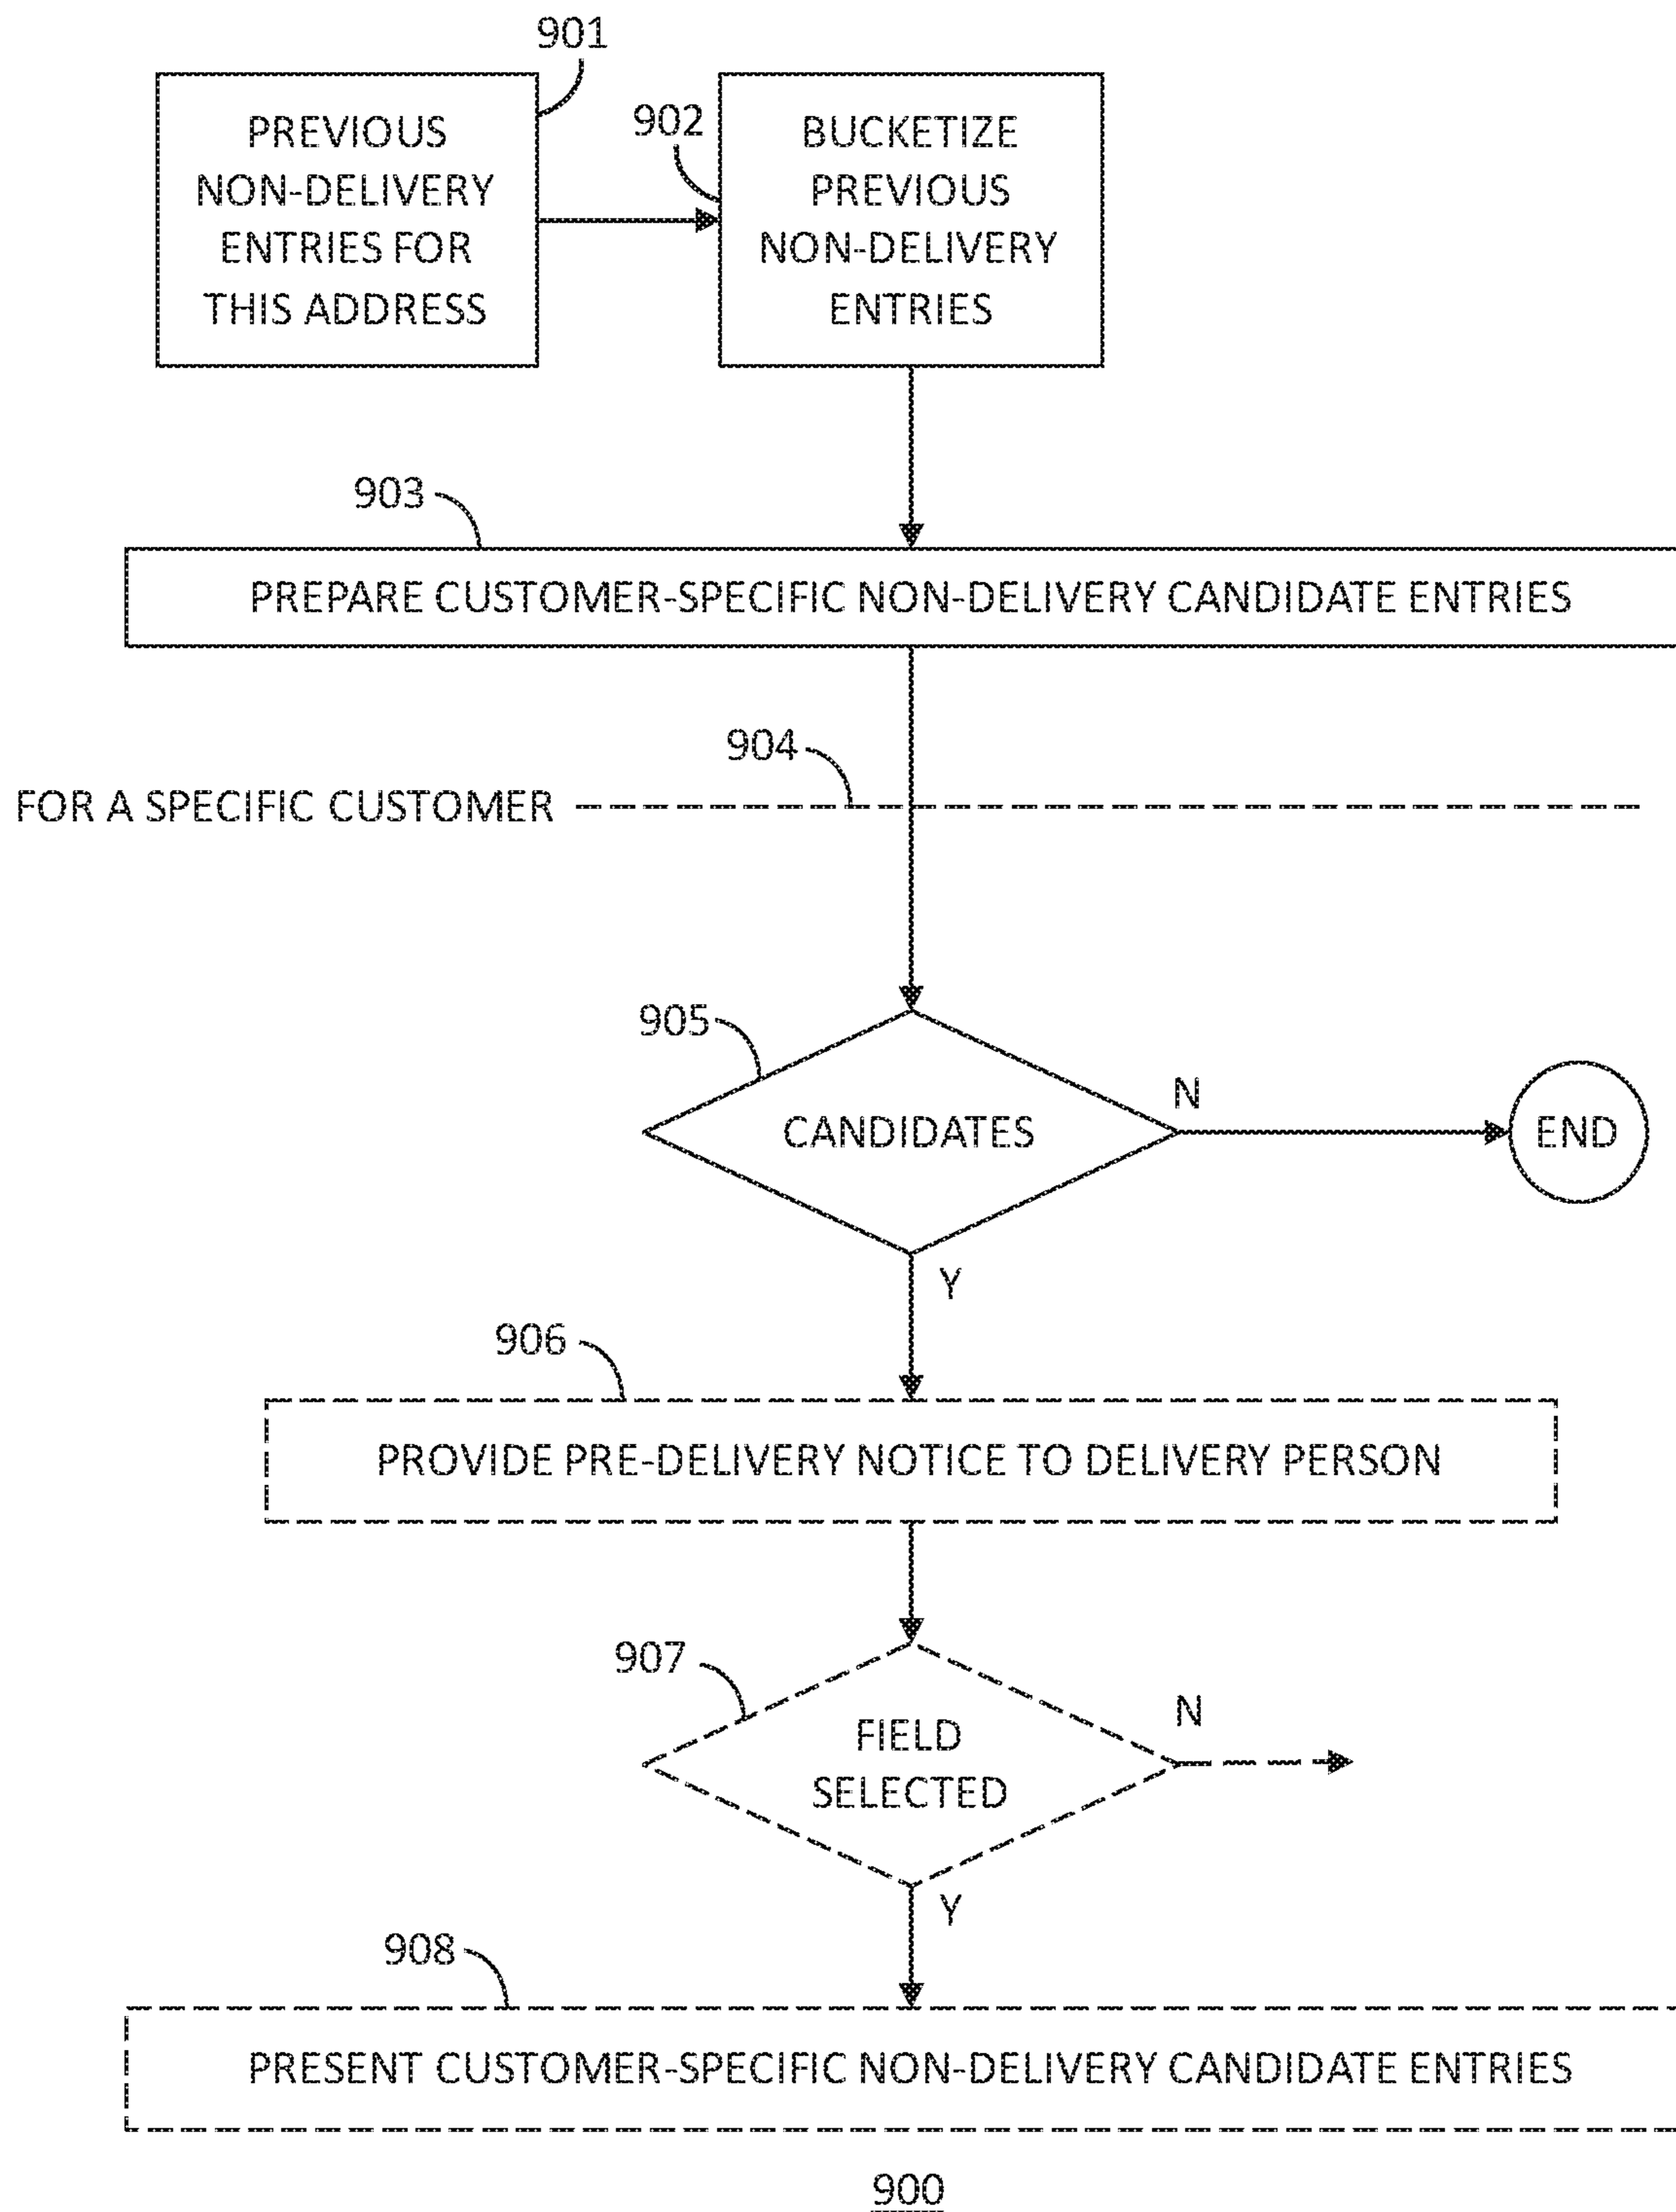 901
PREVIOUS
NON-DELIVERY
ENTRIES FOR
THIS ADDRESS
902
BUCKETIZE
PREVIOUS
NON-DELIVERY
ENTRIES
903
PREPARE CUSTOMER-SPECIFIC NON-DELIVERY CANDIDATE ENTRIES
904
FOR A SPECIFIC CUSTOMER
905
CANDIDATES
N
END
Y
906
PROVIDE PRE-DELIVERY NOTICE TO DELIVERY PERSON
907
FIELD
SELECTED
N
Y
908
PRESENT CUSTOMER-SPECIFIC NON-DELIVERY CANDIDATE ENTRIES
900